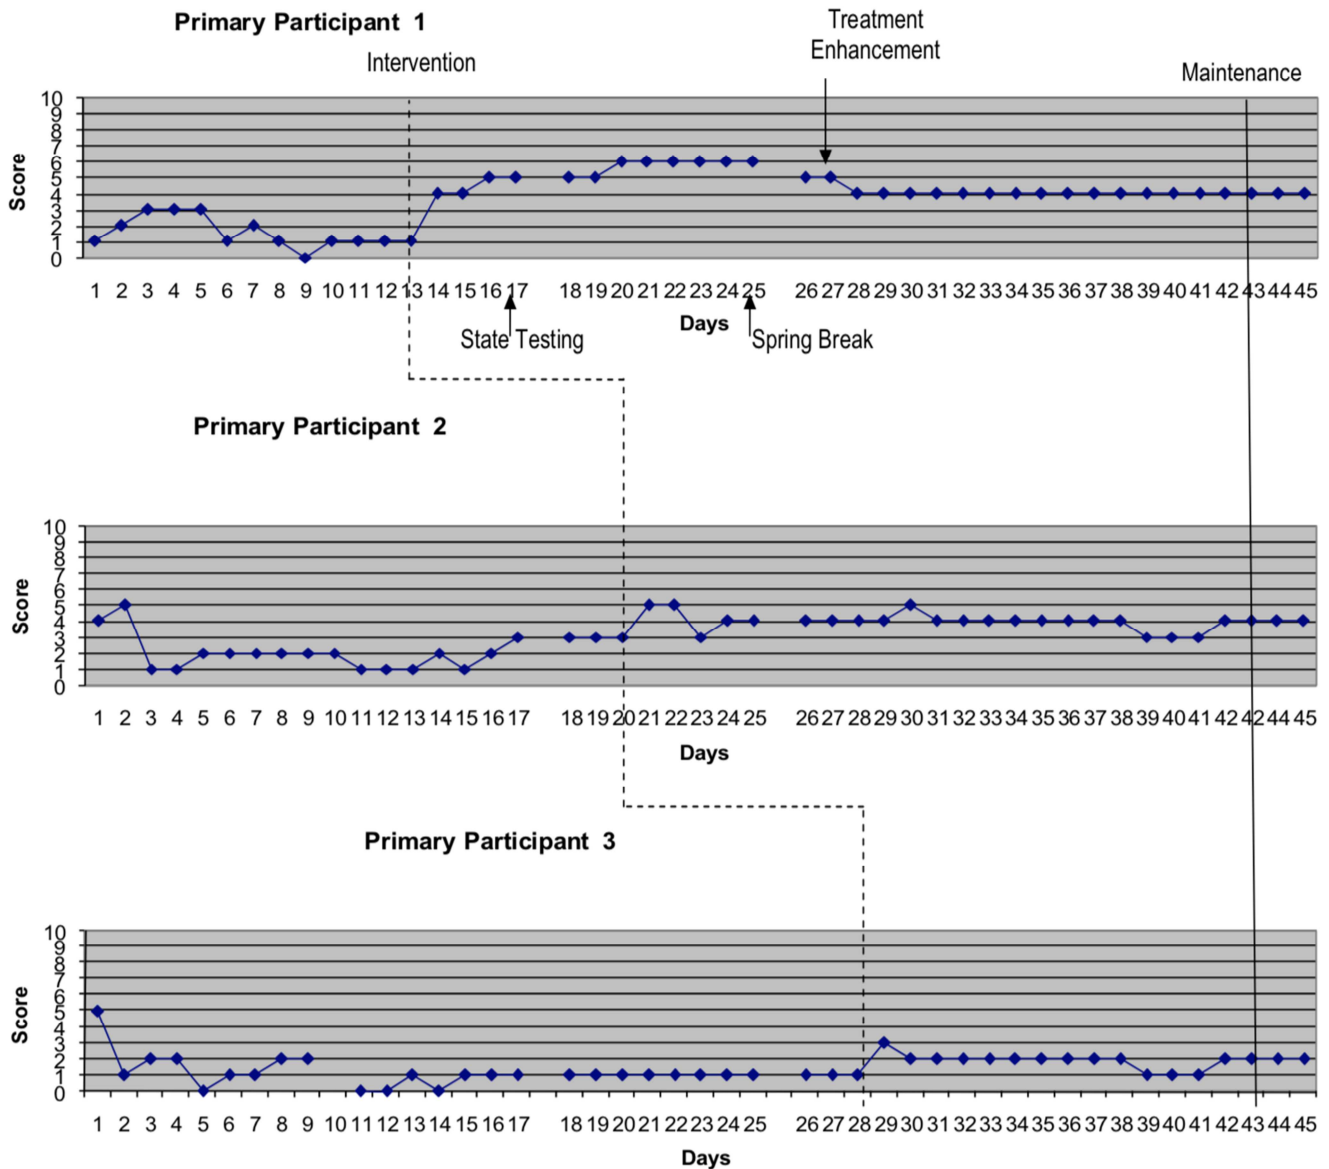 Primary Participant 1
Treatment
Enhancement
Intervention
Maintenance
10
9
8
7
6
5
4
3
2
1
0
Score
1 2 3 4 5 6 7 8 9 10 11 12 13 14 15 16 17 18 19 20 21 22 23 24 25 26 27 28 29 30 31 32 33 34 35 36 37 38 39 40 41 42 43 44 45
Days
State Testing
Spring Break
Primary Participant 2
10
9
8
7
6
5
4
3
2
1
0
Score
1 2 3 4 5 6 7 8 9 10 11 12 13 14 15 16 17 18 19 20 21 22 23 24 25 26 27 28 29 30 31 32 33 34 35 36 37 38 39 40 41 42 42 44 45
Days
Primary Participant 3
10
9
8
7
6
5
4
3
2
1
0
Score
1 2 3 4 5 6 7 8 9 10 11 12 13 14 15 16 17 18 19 20 21 22 23 24 25 26 27 28 29 30 31 32 33 34 35 36 37 38 39 40 41 42 43 44 45
Days